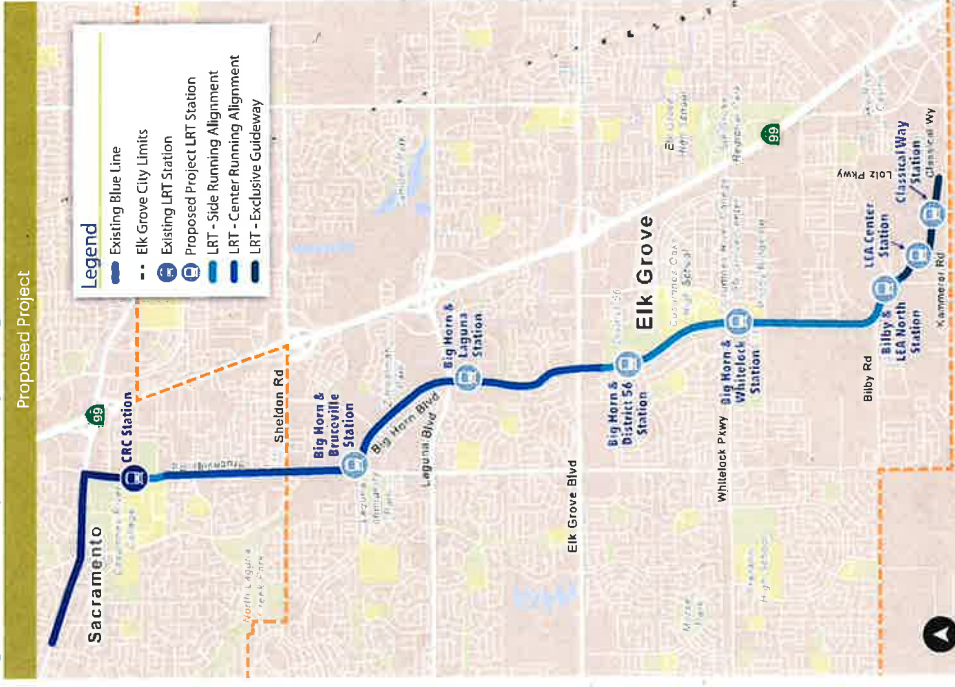 Proposed Project
Legend
Existing Blue Line
Elk Grove City Limits
Existing LRT Station
Proposed Project LRT Station
LRT - Side Running Alignment
LRT - Center Running Alignment
LRT - Exclusive Guideway
99
Sacramento
CRC Station
Sheldon Rd
Big Horn &
Bruceville
Station
Big Horn Blvd
Laguna Blvd
Big Horn &
Laguna
Station
Elk Grove Blvd
Big Horn &
District 56
Station
Elk Grove
Whitelock Pkwy
Big Horn &
Whitelock
Station
99
Bilby Rd
Bilby &
LEA North
Station
LEA Center
Station
Kammerer Rd
Lotz Pkwy
Classical Way
Station
Classical Wy